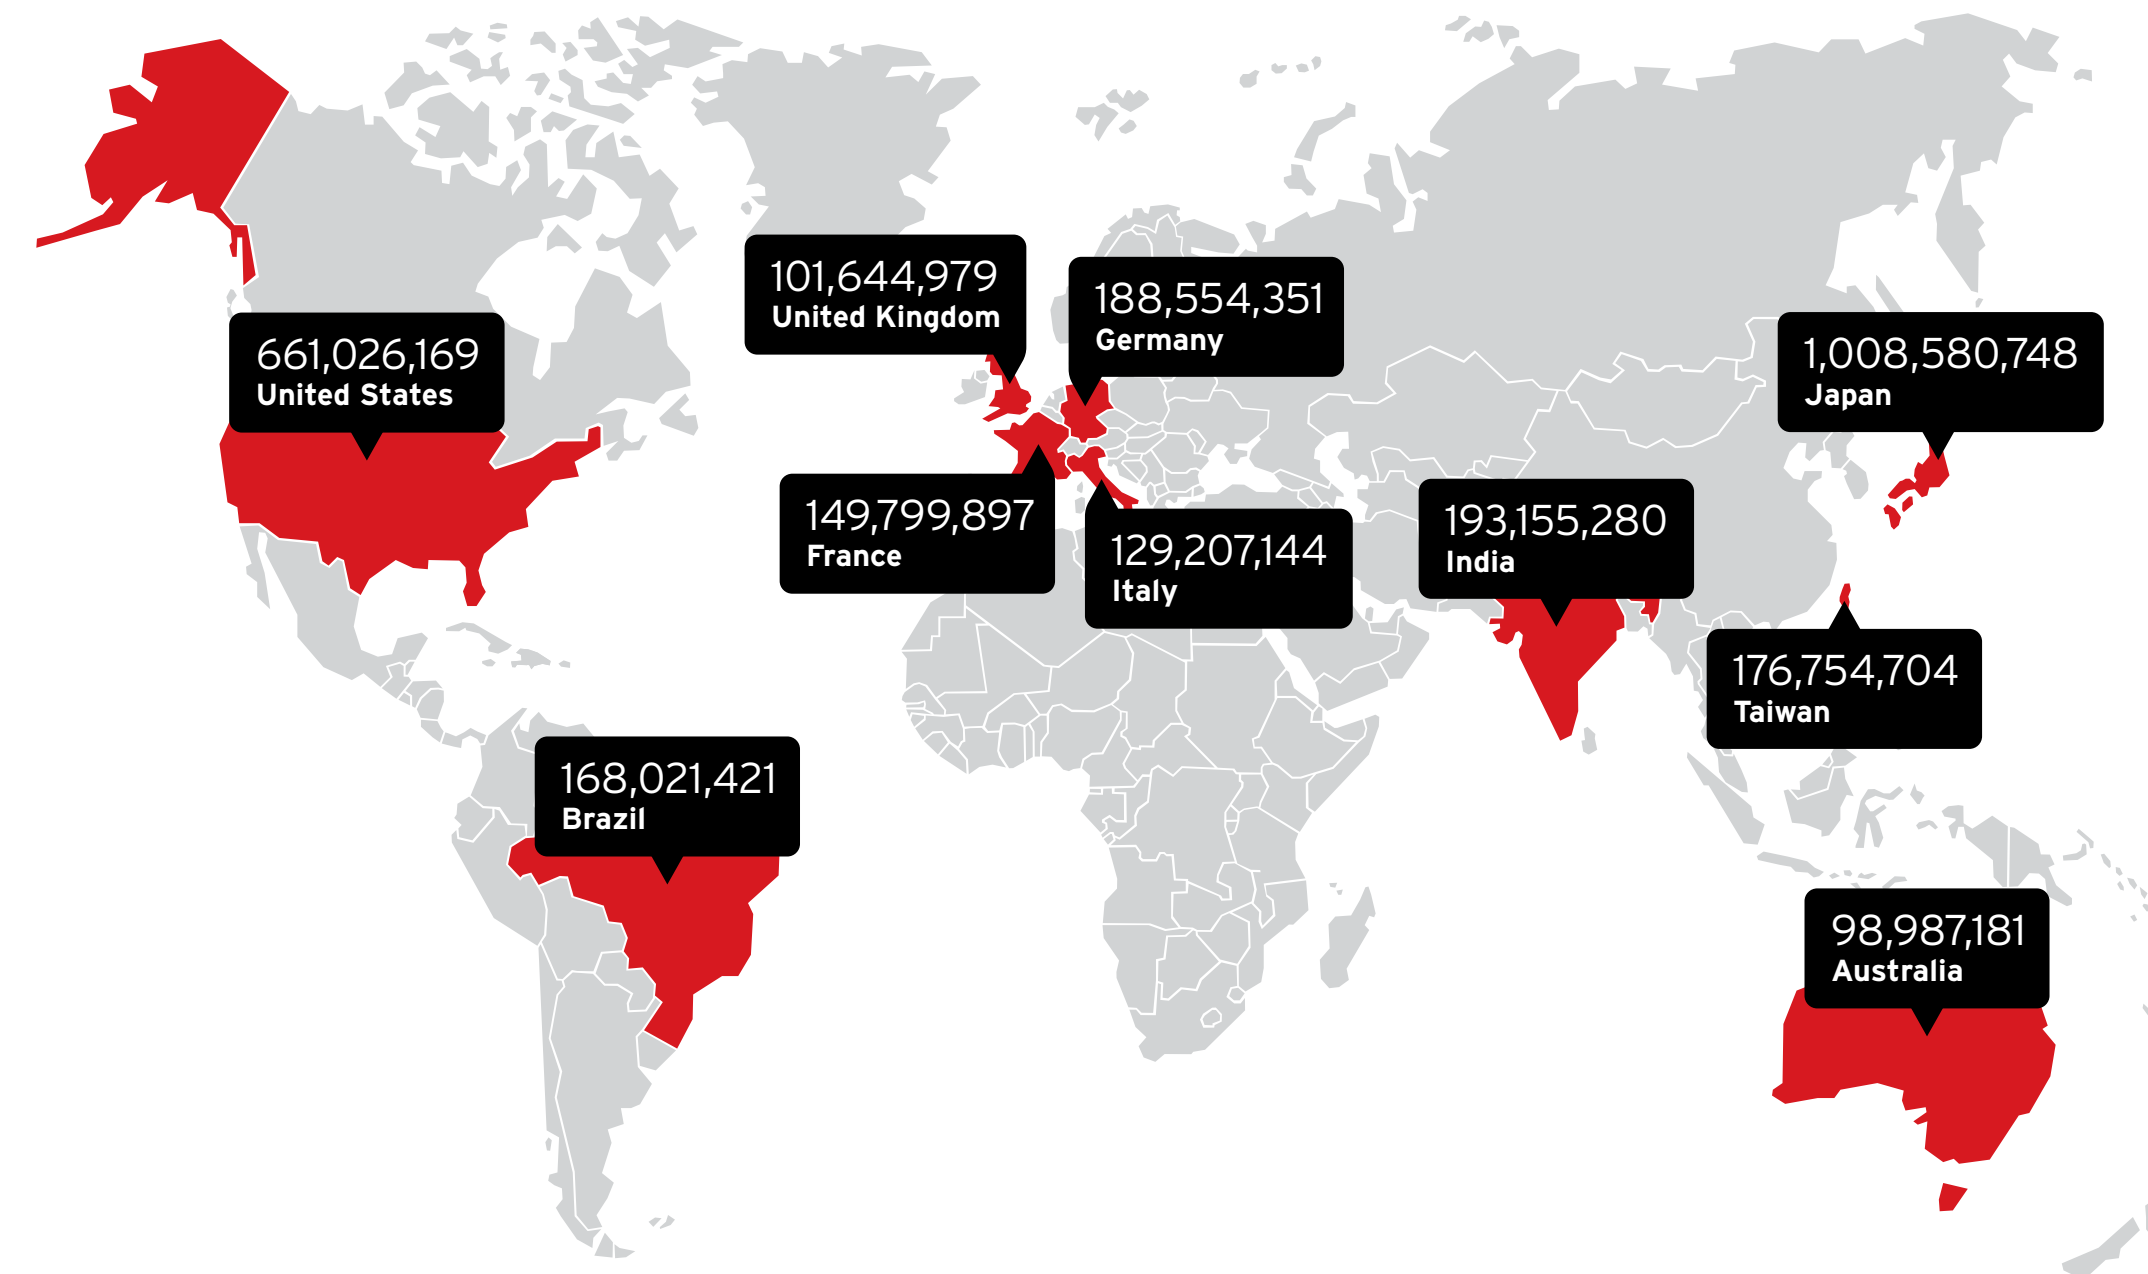 101,644,979
United Kingdom
188,554,351
Germany
661,026,169
United States
1,008,580,748
Japan
149,799,897
France
129,207,144
Italy
193,155,280
India
176,754,704
Taiwan
168,021,421
Brazil
98,987,181
Australia